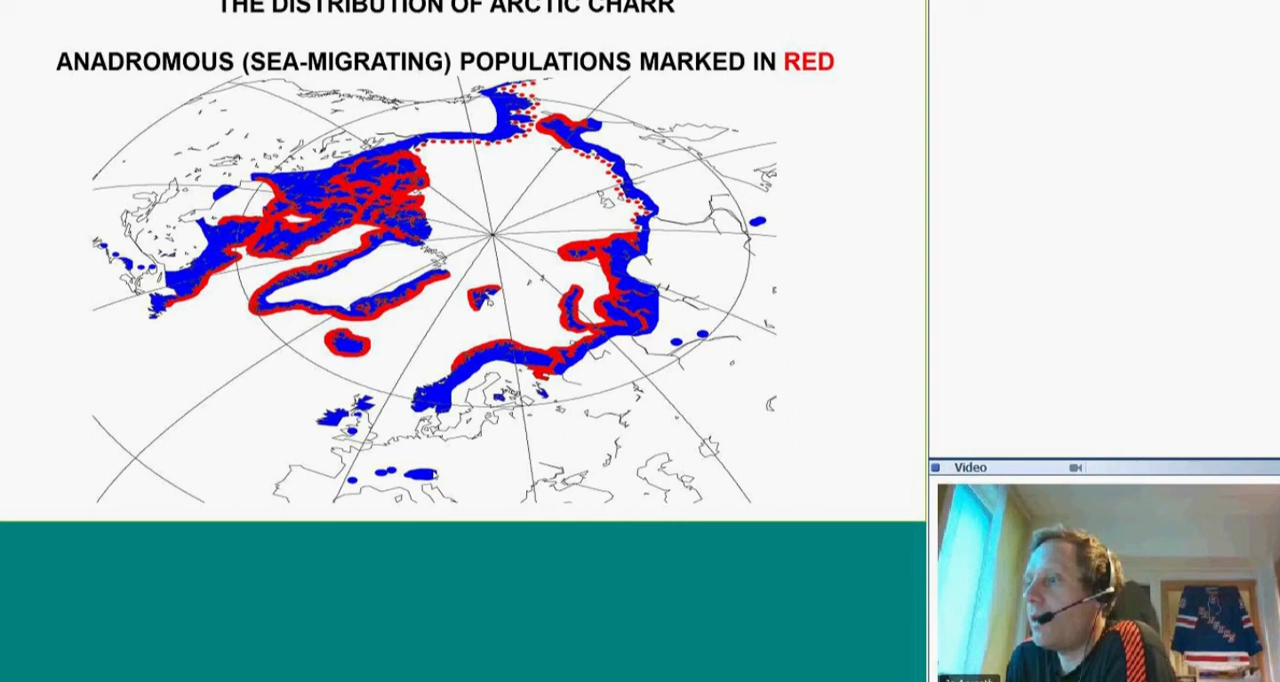 THE DISTRIBUTION OF ARCTIC CHARR
ANADROMOUS (SEA-MIGRATING) POPULATIONS MARKED IN RED
Video